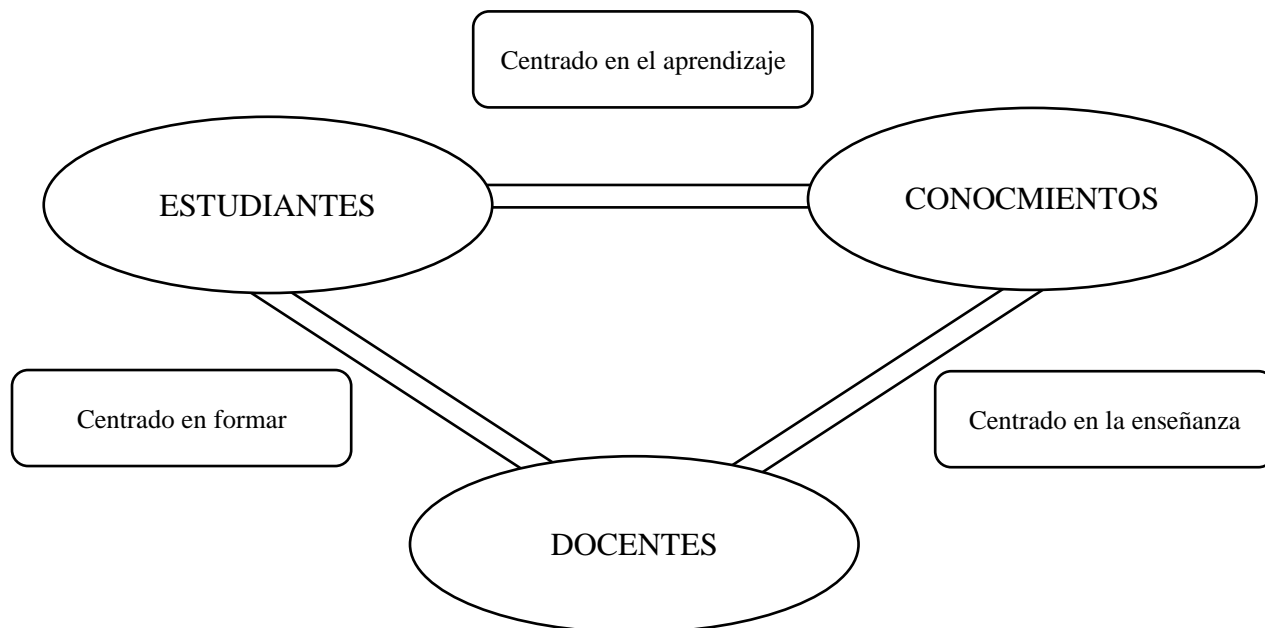 Centrado en el aprendizaje
ESTUDIANTES
CONOCMIENTOS
Centrado en formar
Centrado en la enseñanza
DOCENTES